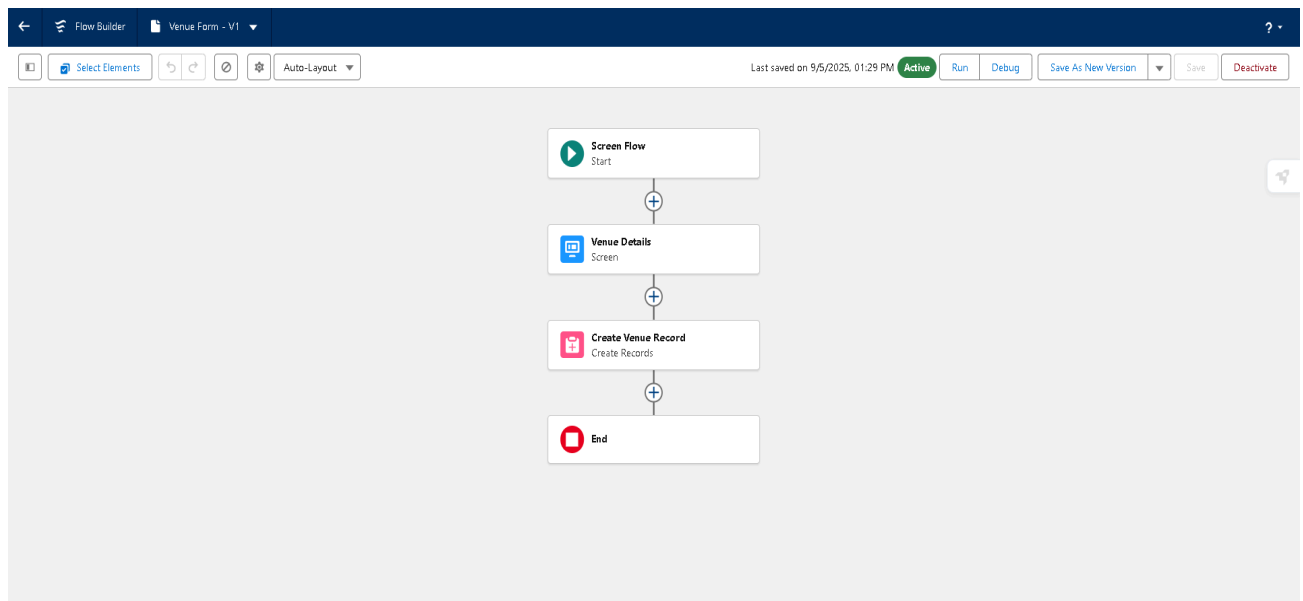 Flow Builder
Venue Form - V1
?
Select Elements
Auto-Layout
Last saved on 9/5/2025, 01:29 PM
Active
Run
Debug
Save As New Version
Save
Deactivate
Screen Flow
Start
Venue Details
Screen
Create Venue Record
Create Records
End